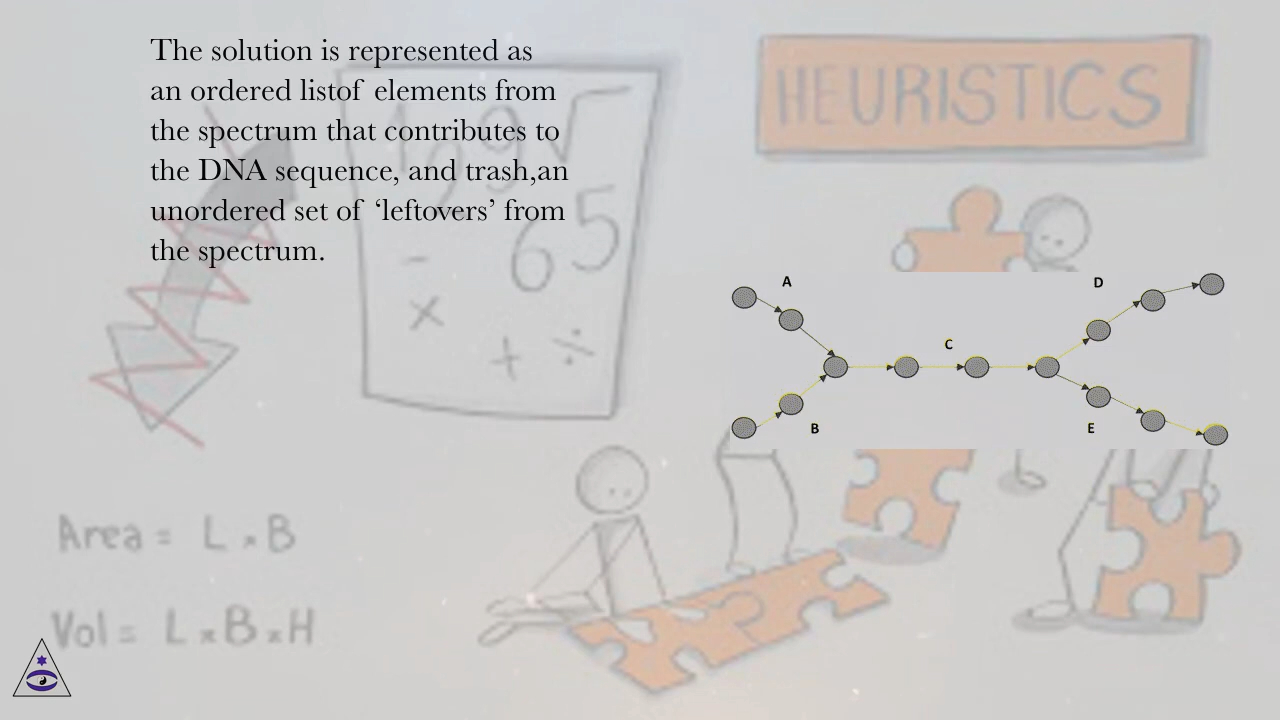 The solution is represented as
an ordered listof elements from
the spectrum that contributes to
the DNA sequence, and trash,an
unordered set of ‘leftovers’ from
the spectrum.
HEURISTICS
65
-
x
+ ÷
A
D
C
B
E
Area = L x B
Vol = L x B x H